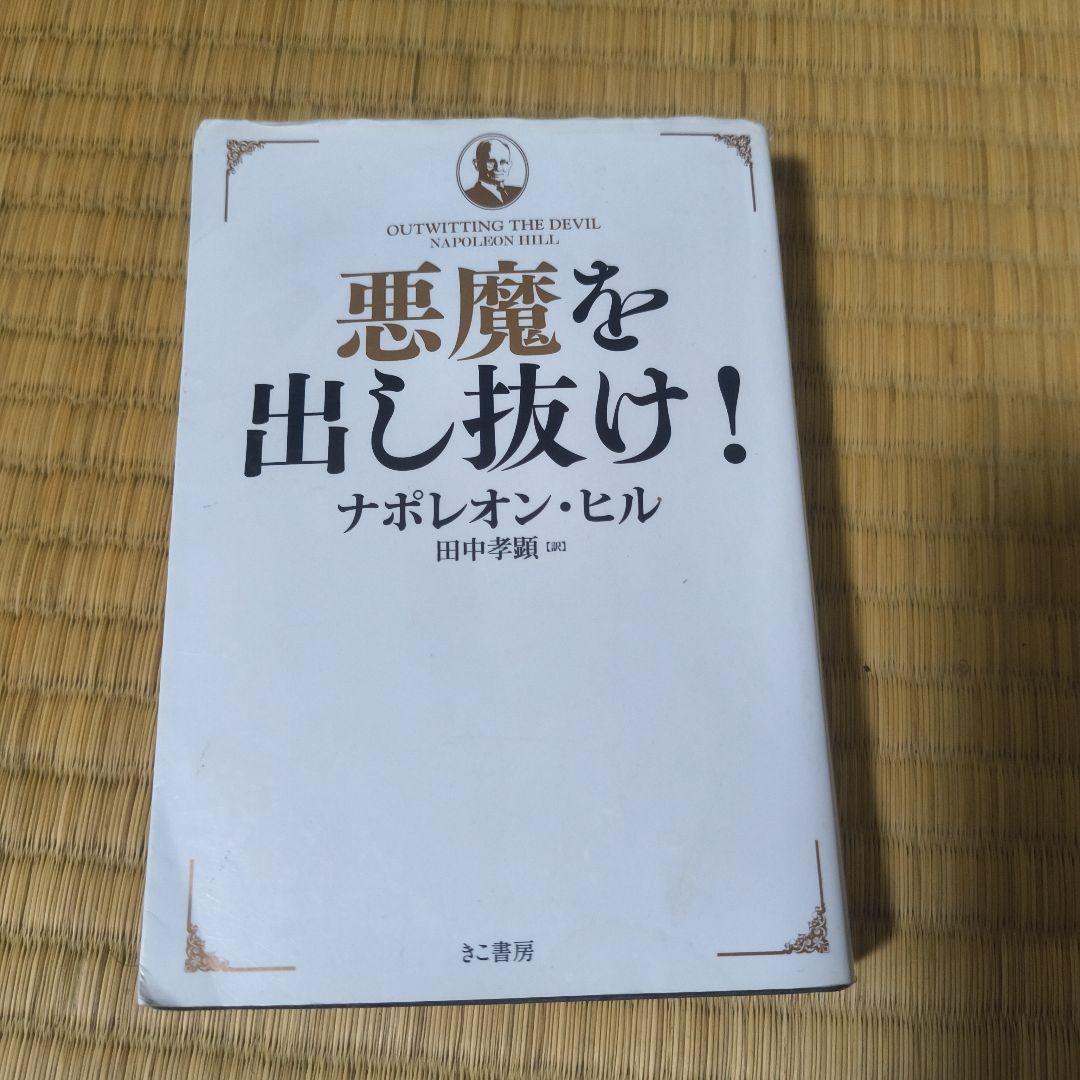 OUTWITTING THE DEVIL
NAPOLEON HILL
悪魔を
出し抜け!
ナポレオン・ヒル
田中孝顕【訳】
きこ書房